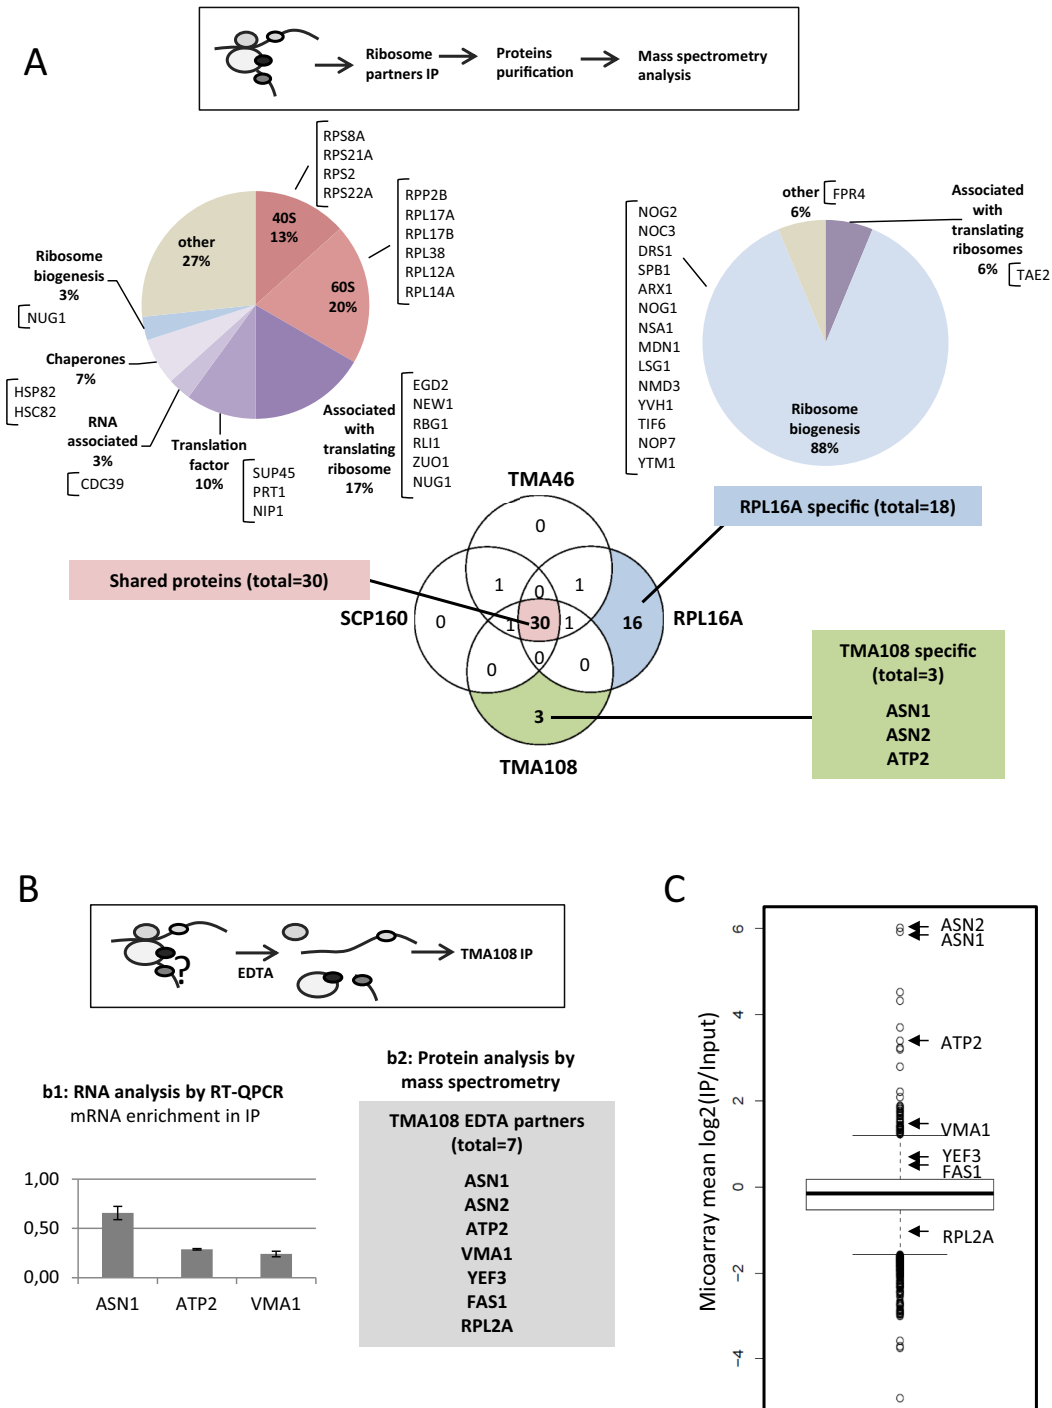 A
Ribosome
partners IP
Proteins
purification
Mass spectrometry
analysis
RPS8A
RPS21A
RPS2
RPS22A
40S
13%
RPP2B
RPL17A
RPL17B
RPL38
RPL12A
RPL14A
60S
20%
other
27%
Ribosome
biogenesis
3%
NUG1
Chaperones
7%
HSP82
HSC82
RNA
associated
3%
CDC39
Translation
factor
10%
SUP45
PRT1
NIP1
Associated
with
translating
ribosome
17%
EGD2
NEW1
RBG1
RLI1
ZUO1
NUG1
NOG2
NOC3
DRS1
SPB1
ARX1
NOG1
NSA1
MDN1
LSG1
NMD3
YVH1
TIF6
NOP7
YTM1
other
6%
FPR4
Associated
with
translating
ribosomes
6%
TAE2
Ribosome
biogenesis
88%
TMA46
RPL16A specific (total=18)
Shared proteins (total=30)
SCP160
RPL16A
0
1
0
1
0
1
30
1
16
0
0
0
3
TMA108
TMA108 specific
(total=3)
ASN1
ASN2
ATP2
B
?
EDTA
TMA108 IP
b1: RNA analysis by RT-QPCR
mRNA enrichment in IP
1,00
0,50
0,00
ASN1
ATP2
VMA1
b2: Protein analysis by
mass spectrometry
TMA108 EDTA partners
(total=7)
ASN1
ASN2
ATP2
VMA1
YEF3
FAS1
RPL2A
C
Micoarray mean log2(IP/Input)
6
4
2
0
−2
−4
ASN2
ASN1
ATP2
VMA1
YEF3
FAS1
RPL2A